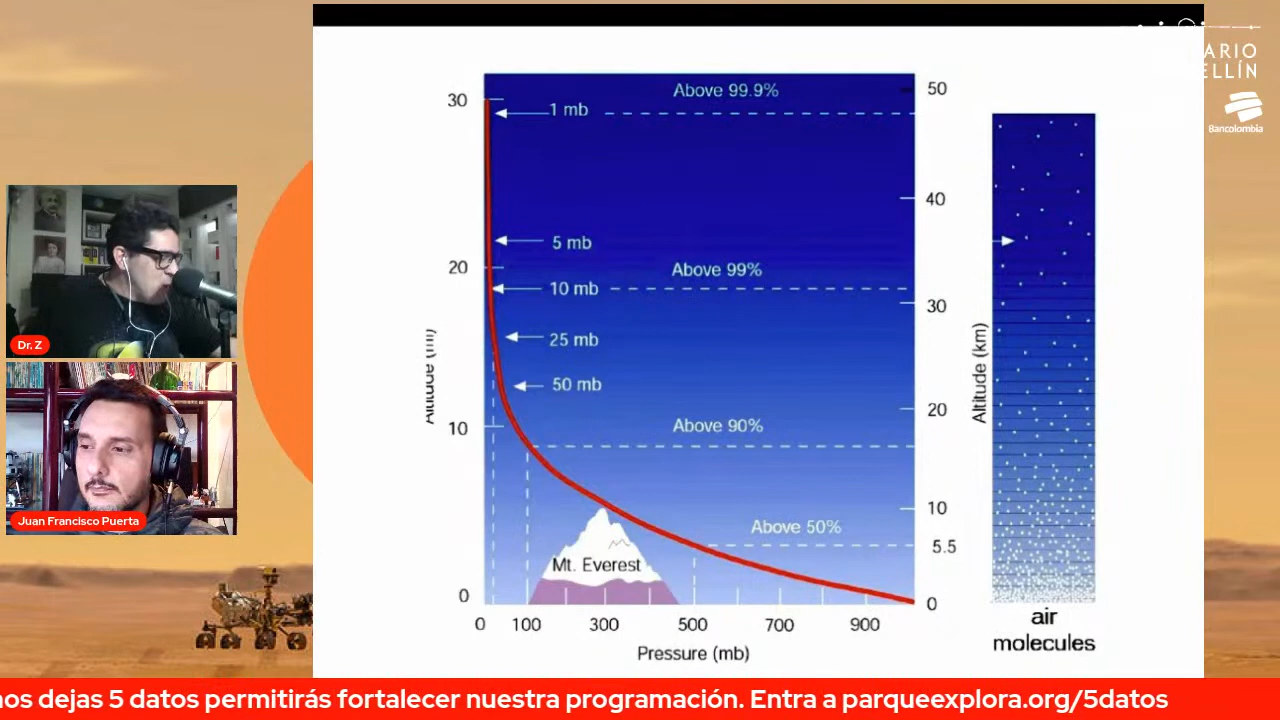 ARIO
ELLÍN
Bancolombia
Above 99.9%
50
30
1 mb
40
5 mb
20
Above 99%
10 mb
30
25 mb
Altitude (km)
50 mb
20
10
Above 90%
10
Above 50%
5.5
Mt. Everest
0
0
0
100
300
500
700
900
Pressure (mb)
air
molecules
Dr. Z
Juan Francisco Puerta
nos dejas 5 datos permitirás fortalecer nuestra programación. Entra a parqueexplora.org/5datos